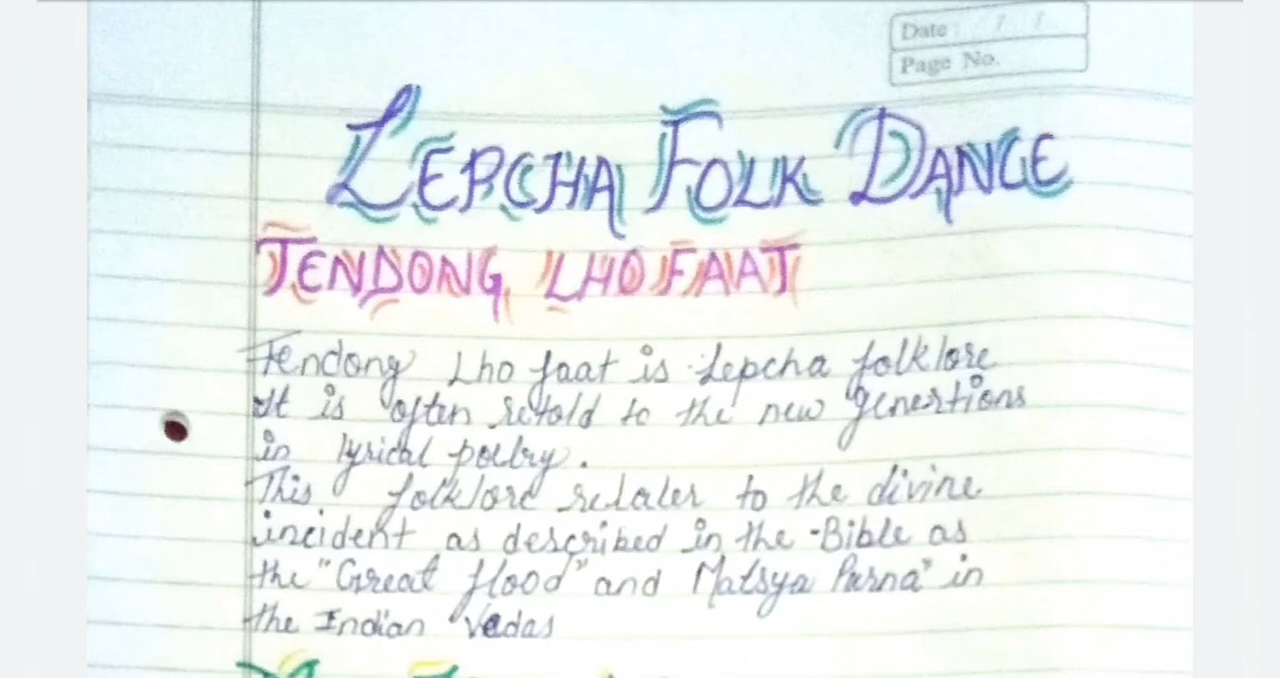 Date : / /
Page No.
LEPCHA FOLK DANCE
TENDONG LHO FAAT
Tendong Lho faat is Lepcha folklore
It is often retold to the new genertions
in lyrical poetry.
This folklore relates to the divine
incident as described in the Bible as
the "Great flood" and Matsya Purna" in
the Indian Vedas